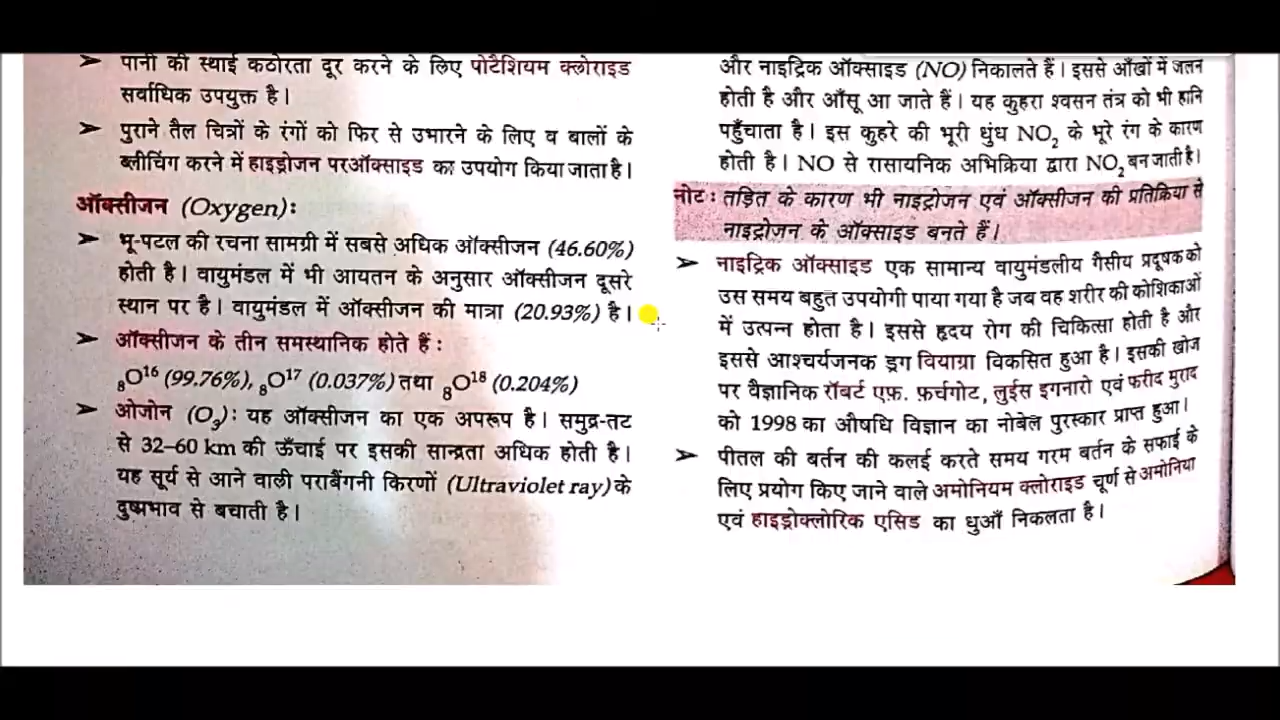 ➤ पानी की स्थाई कठोरता दूर करने के लिए पोटैशियम क्लोराइड
सर्वाधिक उपयुक्त है।
➤ पुराने तैल चित्रों के रंगों को फिर से उभारने के लिए व बालों के
ब्लीचिंग करने में हाइड्रोजन परऑक्साइड का उपयोग किया जाता है।
ऑक्सीजन (Oxygen):
➤ भू-पटल की रचना सामग्री में सबसे अधिक ऑक्सीजन (46.60%)
होती है। वायुमंडल में भी आयतन के अनुसार ऑक्सीजन दूसरे
स्थान पर है। वायुमंडल में ऑक्सीजन की मात्रा (20.93%) है।
➤ ऑक्सीजन के तीन समस्थानिक होते हैं:
₈O¹⁶ (99.76%), ₈O¹⁷ (0.037%) तथा ₈O¹⁸ (0.204%)
➤ ओजोन (O₃): यह ऑक्सीजन का एक अपरूप है। समुद्र-तट
से 32–60 km की ऊँचाई पर इसकी सान्द्रता अधिक होती है।
यह सूर्य से आने वाली पराबैंगनी किरणों (Ultraviolet ray) के
दुष्प्रभाव से बचाती है।
और नाइट्रिक ऑक्साइड (NO) निकालते हैं। इससे आँखों में जलन
होती है और आँसू आ जाते हैं। यह कुहरा श्वसन तंत्र को भी हानि
पहुँचाता है। इस कुहरे की भूरी धुंध NO₂ के भूरे रंग के कारण
होती है। NO से रासायनिक अभिक्रिया द्वारा NO₂ बन जाती है।
नोट: तड़ित के कारण भी नाइट्रोजन एवं ऑक्सीजन की प्रतिक्रिया से
नाइट्रोजन के ऑक्साइड बनते हैं।
➤ नाइट्रिक ऑक्साइड एक सामान्य वायुमंडलीय गैसीय प्रदूषक को
उस समय बहुत उपयोगी पाया गया है जब वह शरीर की कोशिकाओं
में उत्पन्न होता है। इससे हृदय रोग की चिकित्सा होती है और
इससे आश्चर्यजनक ड्रग वियाग्रा विकसित हुआ है। इसकी खोज
पर वैज्ञानिक रॉबर्ट एफ. फ़र्चगोट, लुईस इगनारो एवं फरीद मुराद
को 1998 का औषधि विज्ञान का नोबेल पुरस्कार प्राप्त हुआ।
➤ पीतल की बर्तन की कलई करते समय गरम बर्तन के सफाई के
लिए प्रयोग किए जाने वाले अमोनियम क्लोराइड चूर्ण से अमोनिया
एवं हाइड्रोक्लोरिक एसिड का धुआँ निकलता है।